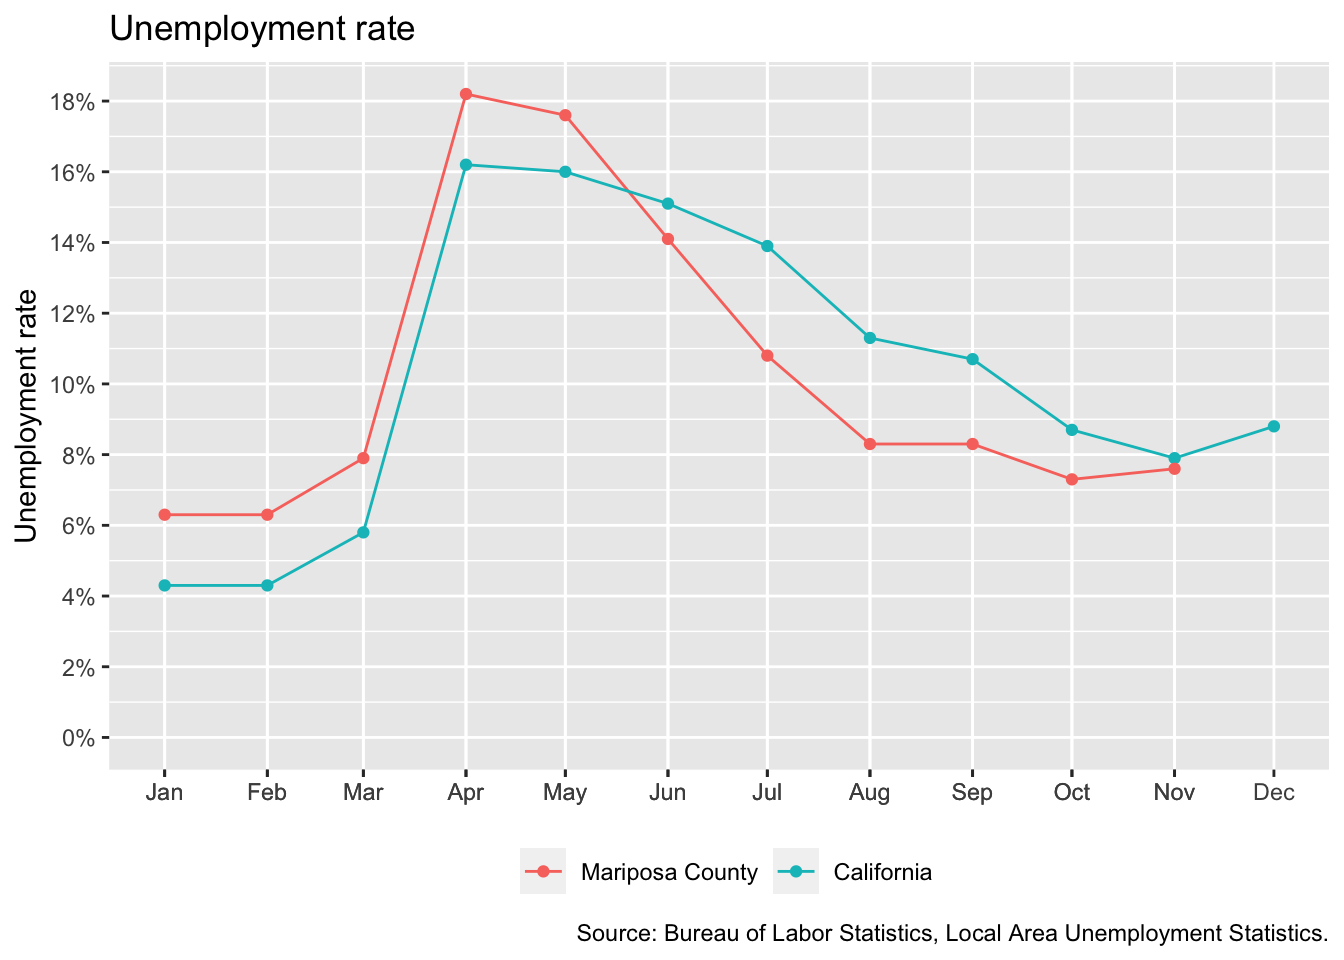 Unemployment rate
Unemployment rate
18%
16%
14%
12%
10%
8%
6%
4%
2%
0%
Jan Feb Mar Apr May Jun Jul Aug Sep Oct Nov Dec
Mariposa County California
Source: Bureau of Labor Statistics, Local Area Unemployment Statistics.